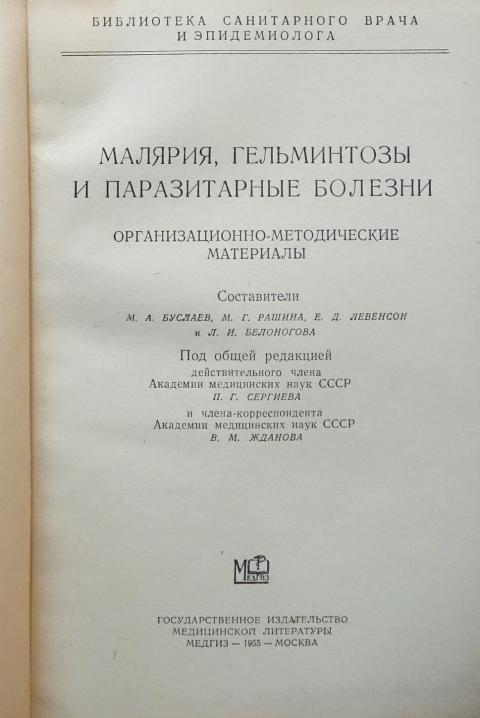 БИБЛИОТЕКА САНИТАРНОГО ВРАЧА
И ЭПИДЕМИОЛОГА
МАЛЯРИЯ, ГЕЛЬМИНТОЗЫ
И ПАРАЗИТАРНЫЕ БОЛЕЗНИ
ОРГАНИЗАЦИОННО-МЕТОДИЧЕСКИЕ
МАТЕРИАЛЫ
Составители
М. А. БУСЛАЕВ, М. Г. РАШИНА, Е. Д. ЛЕВЕНСОН
и Л. И. БЕЛОНОГОВА
Под общей редакцией
действительного члена
Академии медицинских наук СССР
П. Г. СЕРГИЕВА
и члена-корреспондента
Академии медицинских наук СССР
В. М. ЖДАНОВА
МЕДГИЗ
ГОСУДАРСТВЕННОЕ ИЗДАТЕЛЬСТВО
МЕДИЦИНСКОЙ ЛИТЕРАТУРЫ
МЕДГИЗ — 1955 — МОСКВА